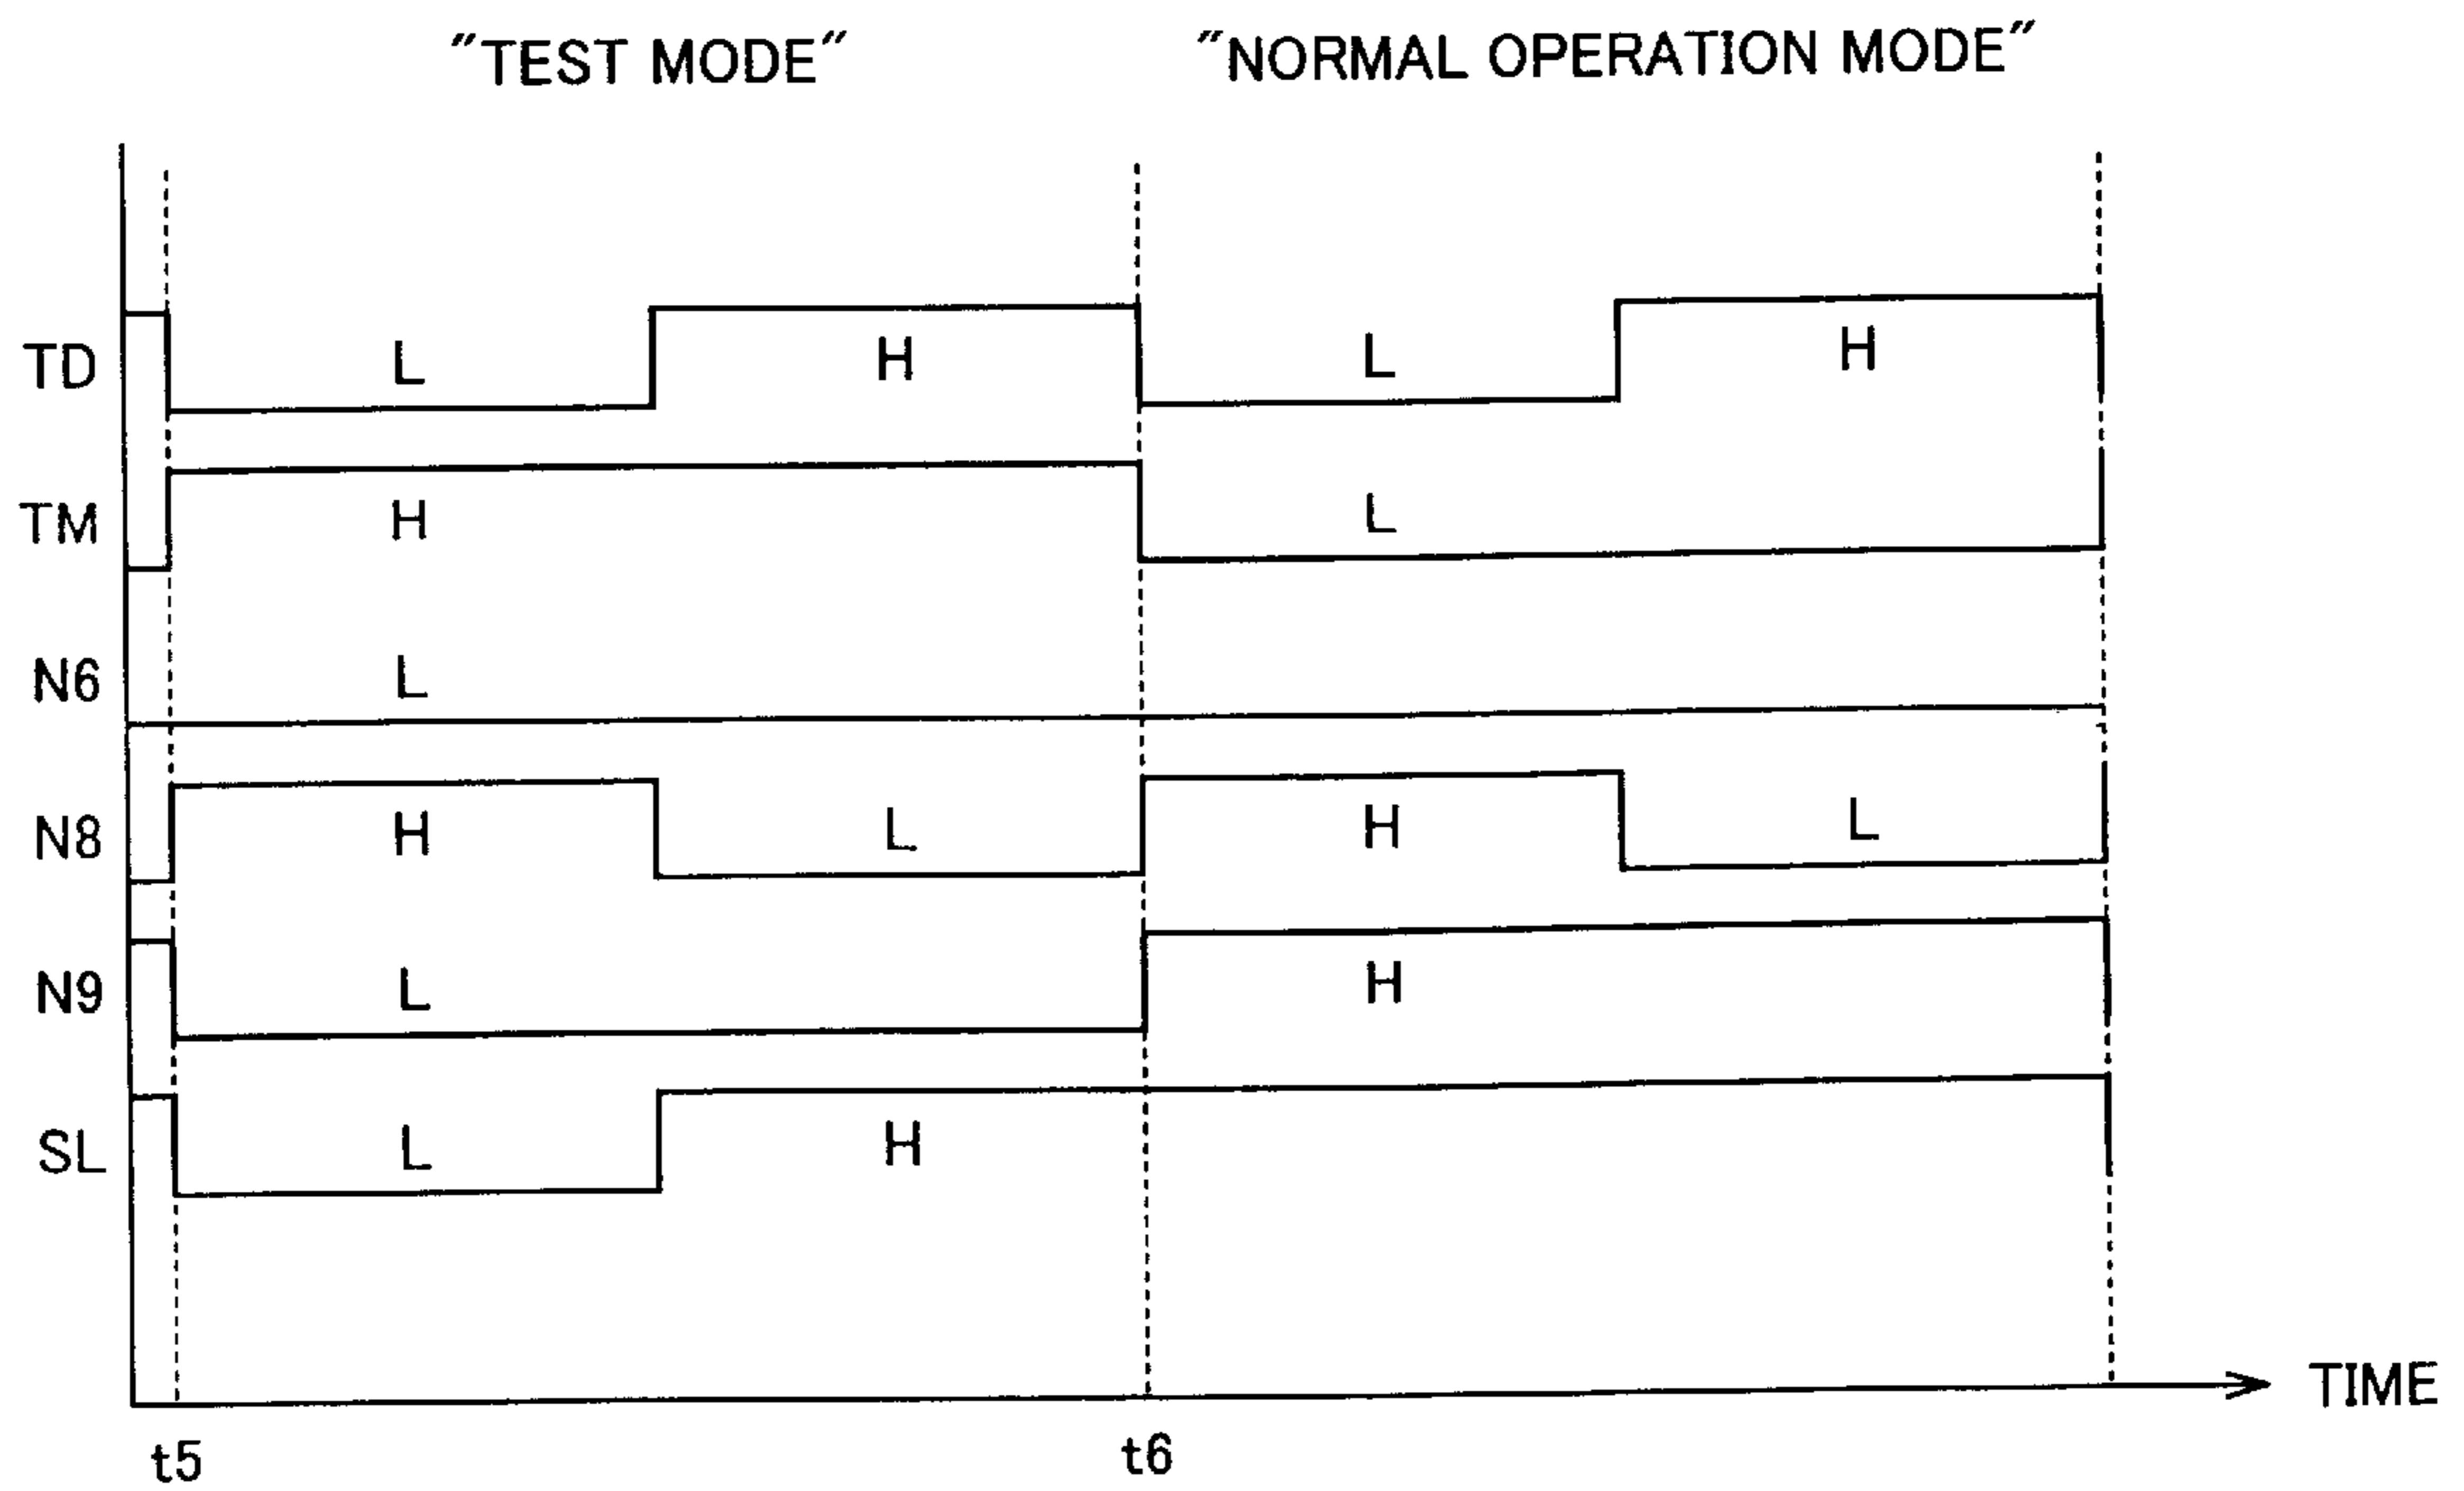 "TEST MODE" "NORMAL OPERATION MODE"
TD L H L H
TM H L
N6 L
N8 H L H L
N9 L H
SL L H
TIME
t5 t6